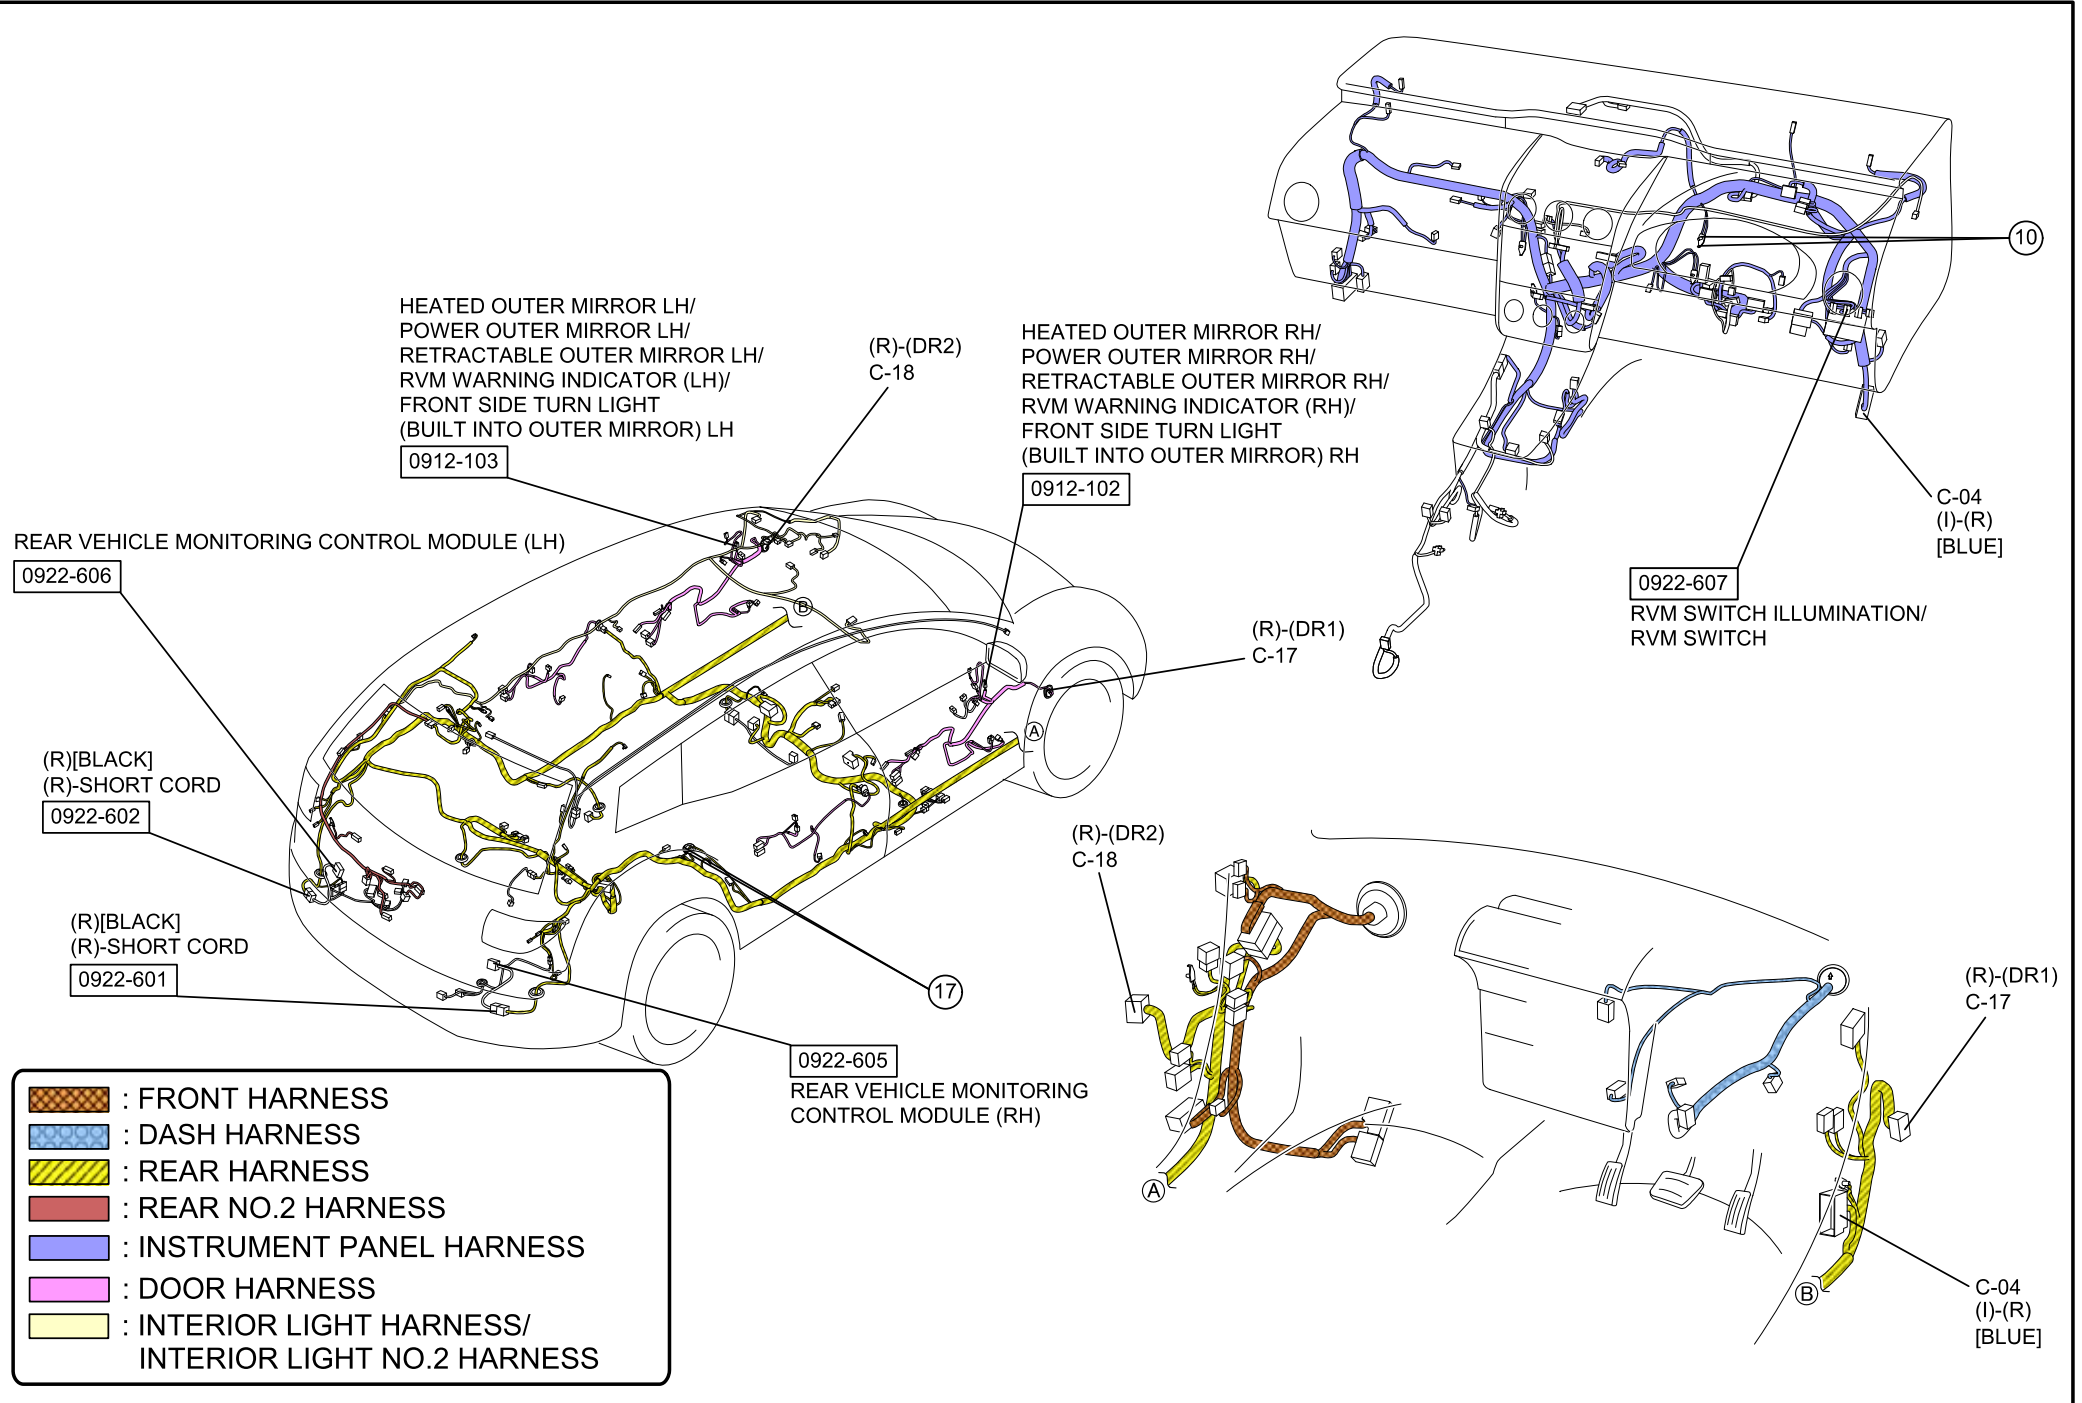 10
HEATED OUTER MIRROR LH/
POWER OUTER MIRROR LH/
RETRACTABLE OUTER MIRROR LH/
RVM WARNING INDICATOR (LH)/
FRONT SIDE TURN LIGHT
(BUILT INTO OUTER MIRROR) LH
0912-103
(R)-(DR2)
C-18
HEATED OUTER MIRROR RH/
POWER OUTER MIRROR RH/
RETRACTABLE OUTER MIRROR RH/
RVM WARNING INDICATOR (RH)/
FRONT SIDE TURN LIGHT
(BUILT INTO OUTER MIRROR) RH
0912-102
C-04
(I)-(R)
[BLUE]
0922-607
RVM SWITCH ILLUMINATION/
RVM SWITCH
REAR VEHICLE MONITORING CONTROL MODULE (LH)
0922-606
B
(R)-(DR1)
C-17
A
(R)[BLACK]
(R)-SHORT CORD
0922-602
(R)[BLACK]
(R)-SHORT CORD
0922-601
17
0922-605
REAR VEHICLE MONITORING
CONTROL MODULE (RH)
(R)-(DR2)
C-18
(R)-(DR1)
C-17
A
B
C-04
(I)-(R)
[BLUE]
: FRONT HARNESS
: DASH HARNESS
: REAR HARNESS
: REAR NO.2 HARNESS
: INSTRUMENT PANEL HARNESS
: DOOR HARNESS
: INTERIOR LIGHT HARNESS/
INTERIOR LIGHT NO.2 HARNESS